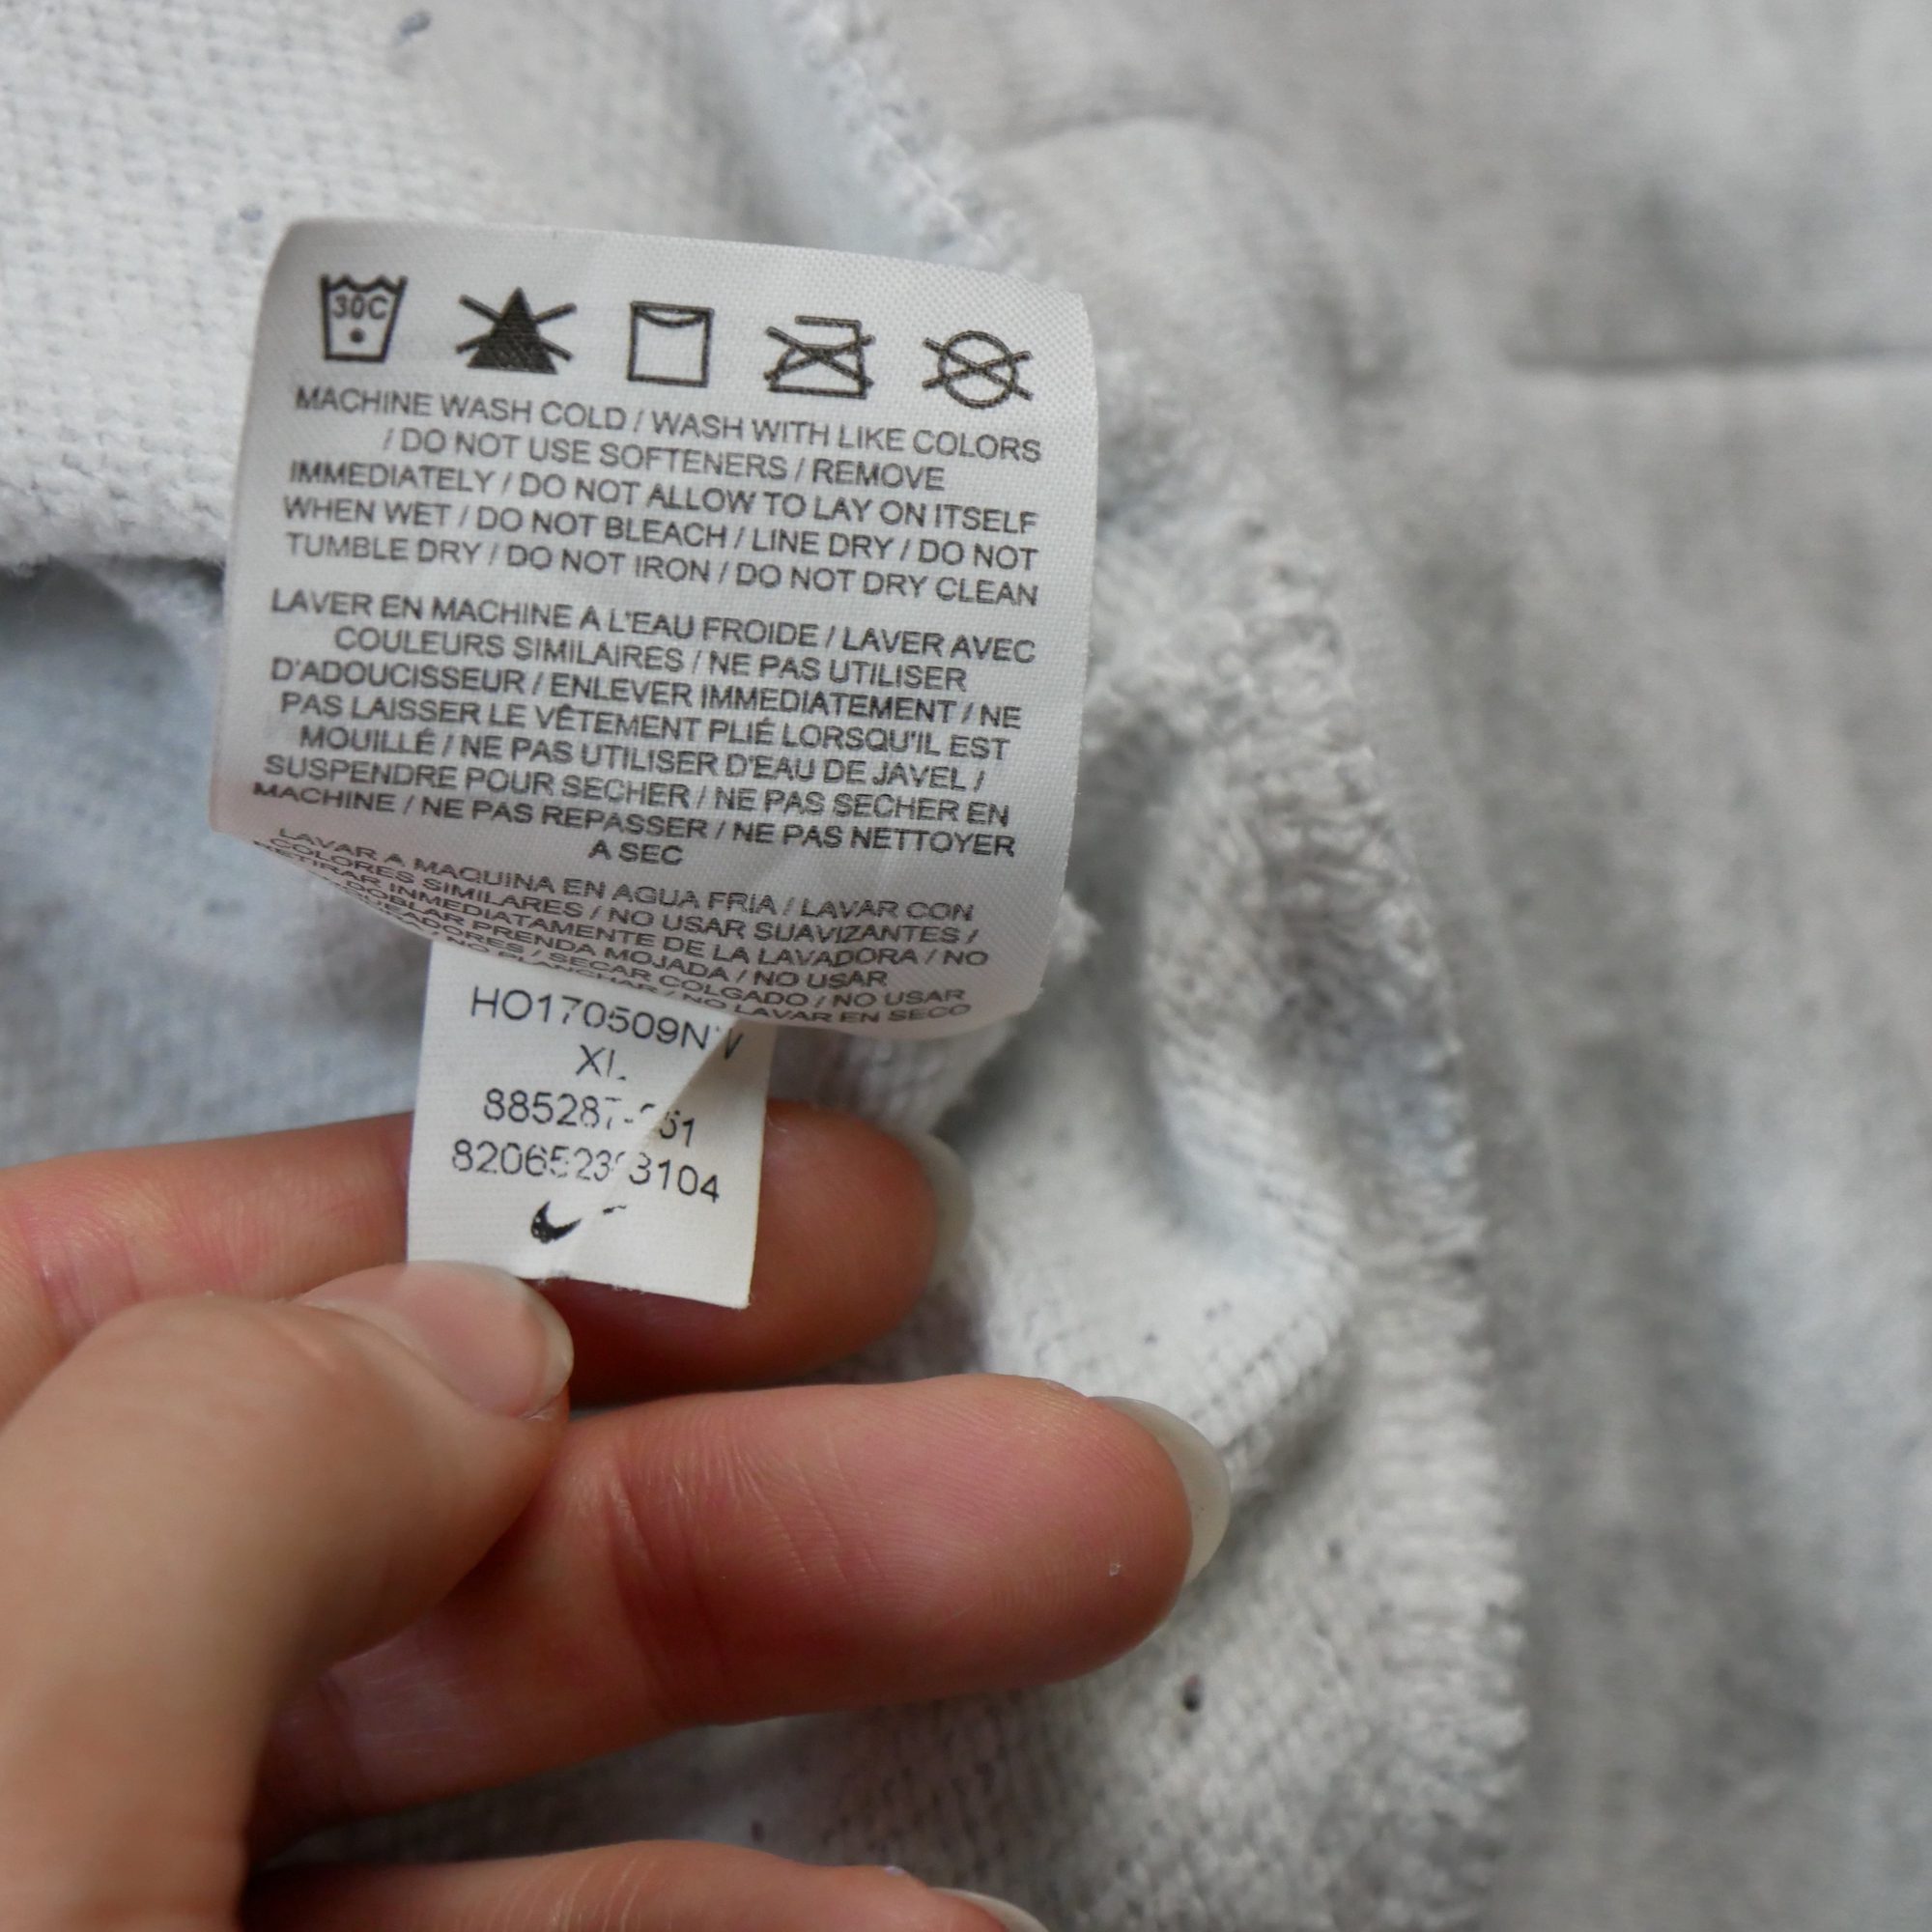 30C
MACHINE WASH COLD / WASH WITH LIKE COLORS
/ DO NOT USE SOFTENERS / REMOVE
IMMEDIATELY / DO NOT ALLOW TO LAY ON ITSELF
WHEN WET / DO NOT BLEACH / LINE DRY / DO NOT
TUMBLE DRY / DO NOT IRON / DO NOT DRY CLEAN
LAVER EN MACHINE A L'EAU FROIDE / LAVER AVEC
COULEURS SIMILAIRES / NE PAS UTILISER
D'ADOUCISSEUR / ENLEVER IMMEDIATEMENT / NE
PAS LAISSER LE VÊTEMENT PLIÉ LORSQU'IL EST
MOUILLÉ / NE PAS UTILISER D'EAU DE JAVEL /
SUSPENDRE POUR SECHER / NE PAS SECHER EN
MACHINE / NE PAS REPASSER / NE PAS NETTOYER
A SEC
LAVAR A MAQUINA EN AGUA FRIA / LAVAR CON
COLORES SIMILARES / NO USAR SUAVIZANTES /
RETIRAR INMEDIATAMENTE DE LA LAVADORA / NO
DOBLAR PRENDA MOJADA / NO USAR
/ SECAR COLGADO / NO USAR
/ NO PLANCHAR / NO LAVAR EN SECO
XL